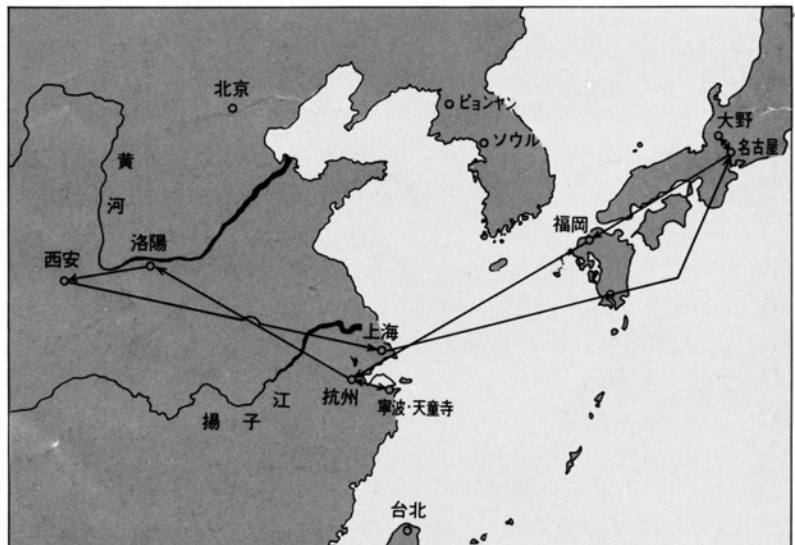 北京
ピョンヤン
ソウル
大野
名古屋
黄河
福岡
洛陽
西安
上海
杭州
寧波・天童寺
揚子江
台北